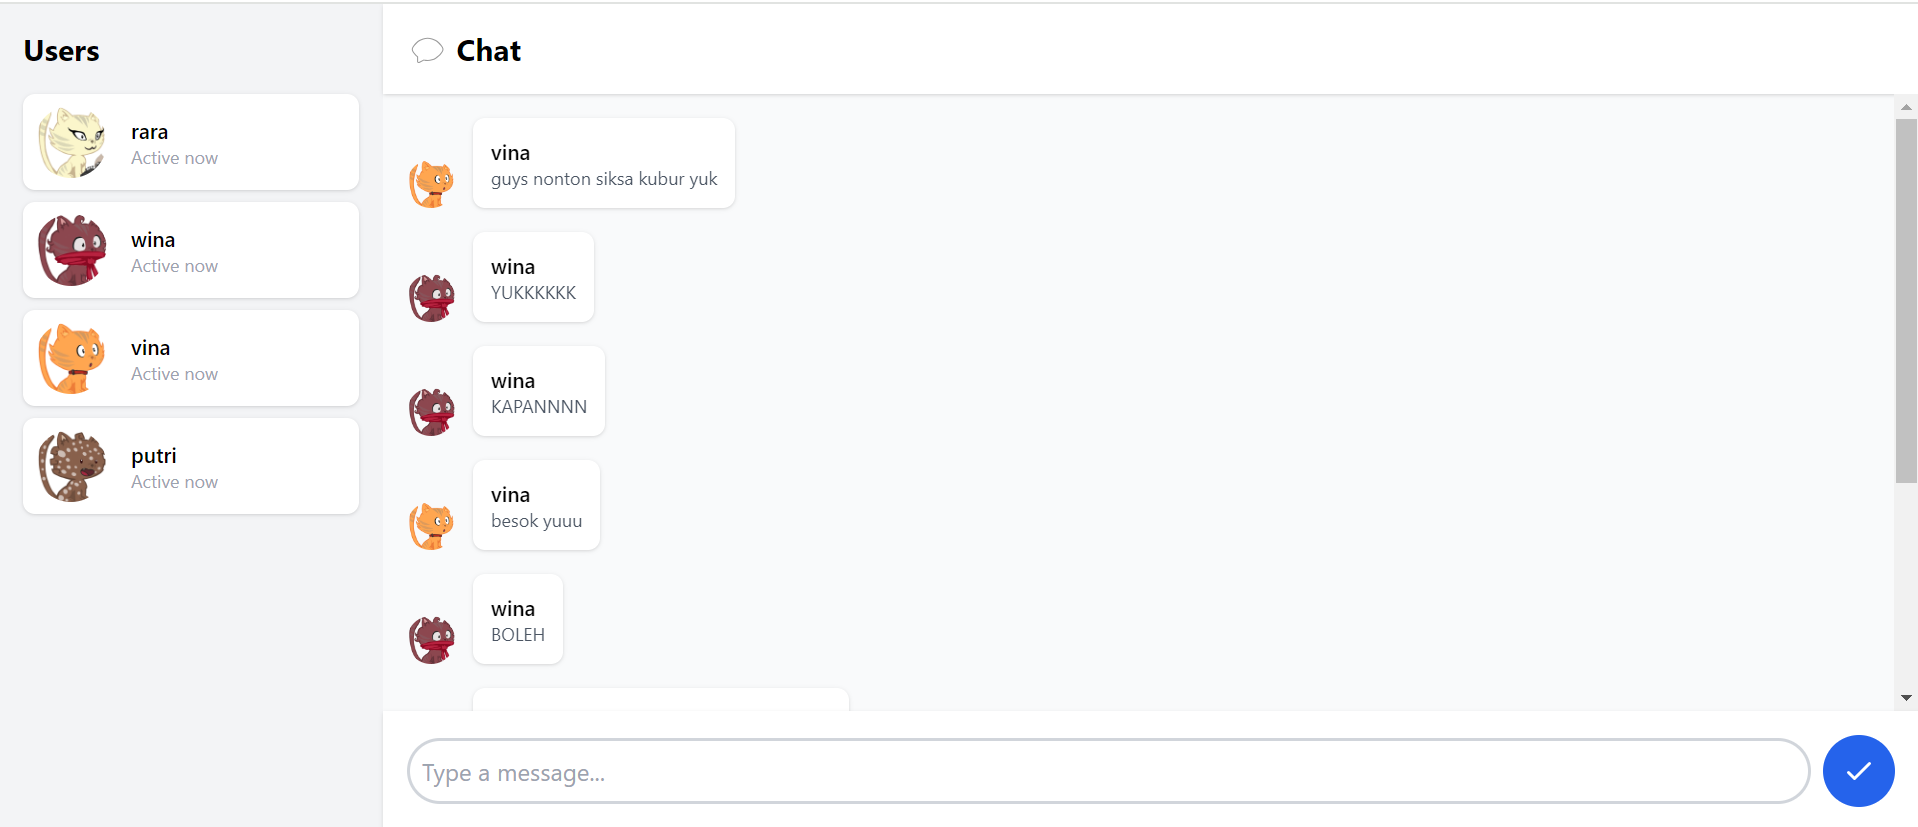 Users
rara
Active now
wina
Active now
vina
Active now
putri
Active now
Chat
vina
guys nonton siksa kubur yuk
wina
YUKKKKKK
wina
KAPANNNN
vina
besok yuuu
wina
BOLEH
Type a message...